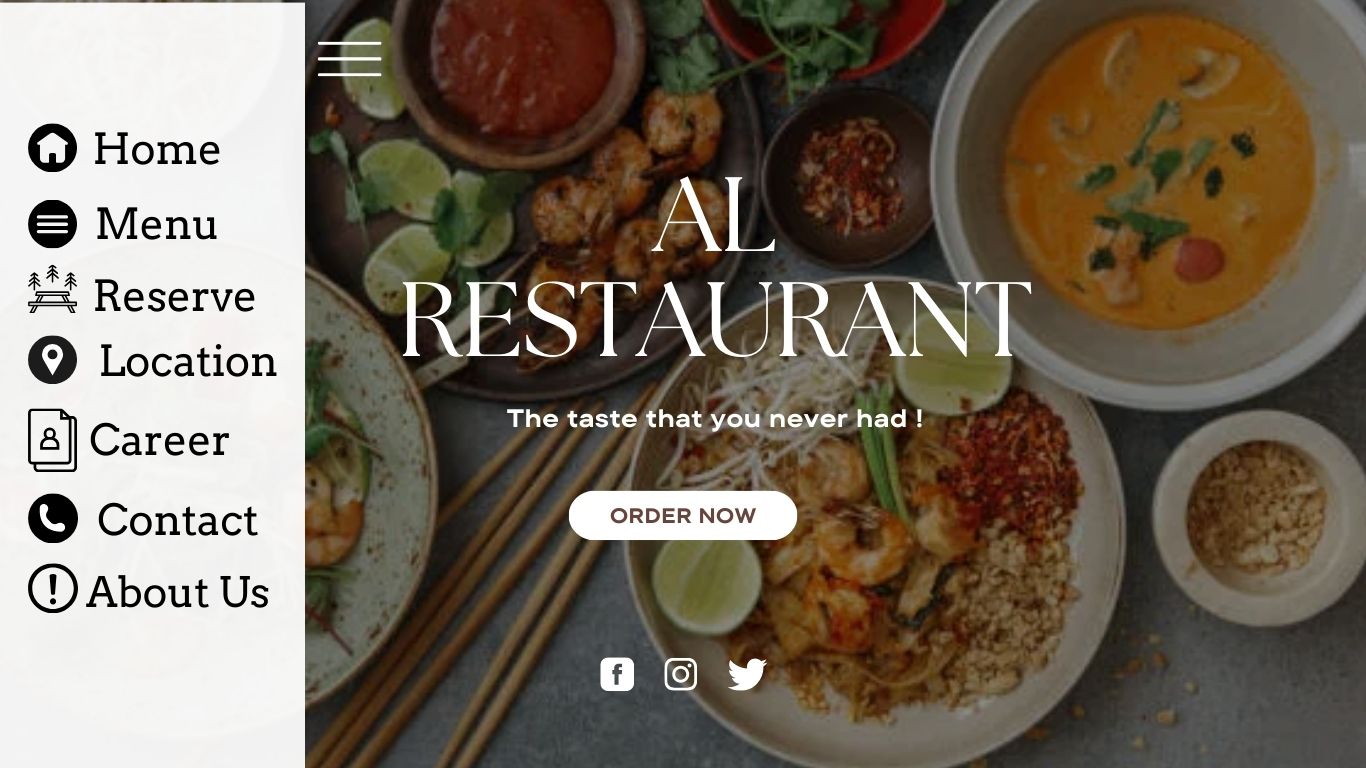 Home
Menu
Reserve
Location
Career
Contact
About Us
AL
RESTAURANT
The taste that you never had !
ORDER NOW